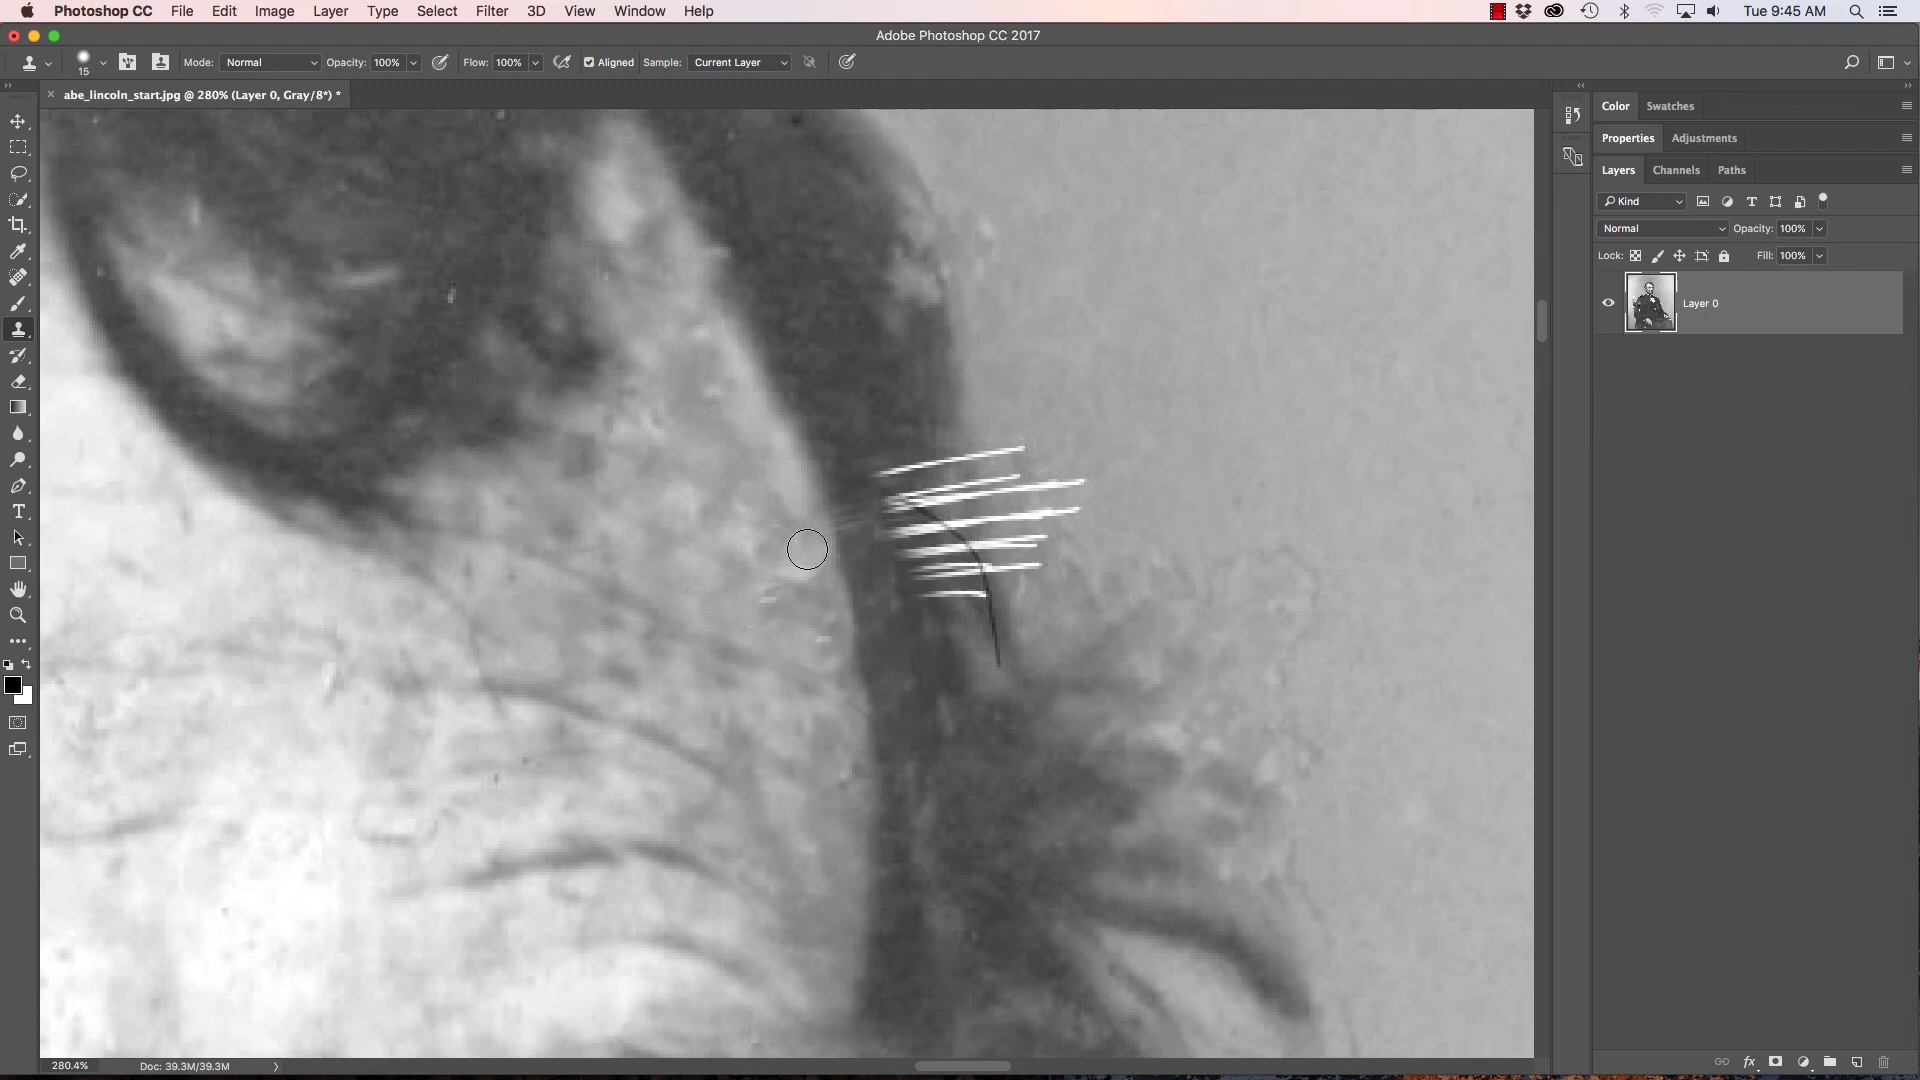 Photoshop CC File Edit Image Layer Type Select Filter 3D View Window Help Tue 9:45 AM
Adobe Photoshop CC 2017
15 Mode: Normal Opacity: 100% Flow: 100% Aligned Sample: Current Layer
abe_lincoln_start.jpg @ 280% (Layer 0, Gray/8*) *
Color Swatches
Properties Adjustments
Layers Channels Paths
Kind
Normal Opacity: 100%
Lock: Fill: 100%
Layer 0
280.4% Doc: 39.3M/39.3M